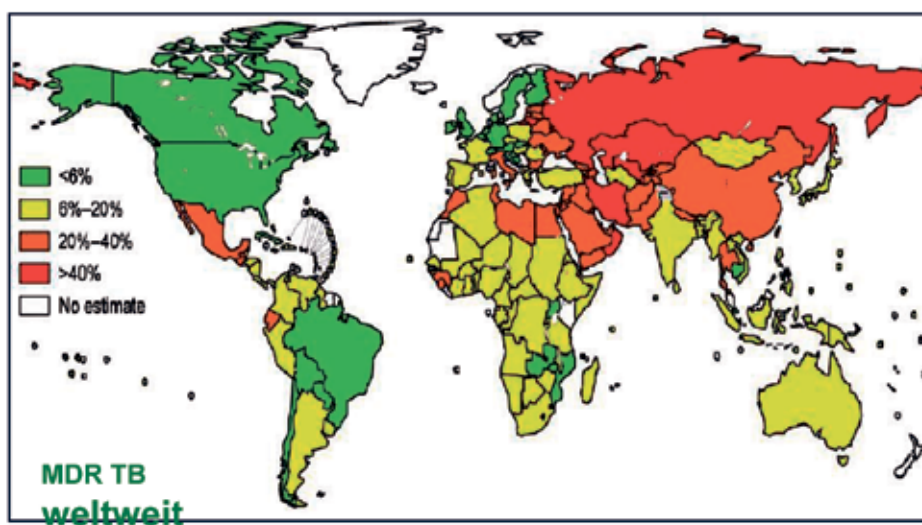 <6%
6%–20%
20%–40%
>40%
No estimate
MDR TB
weltweit